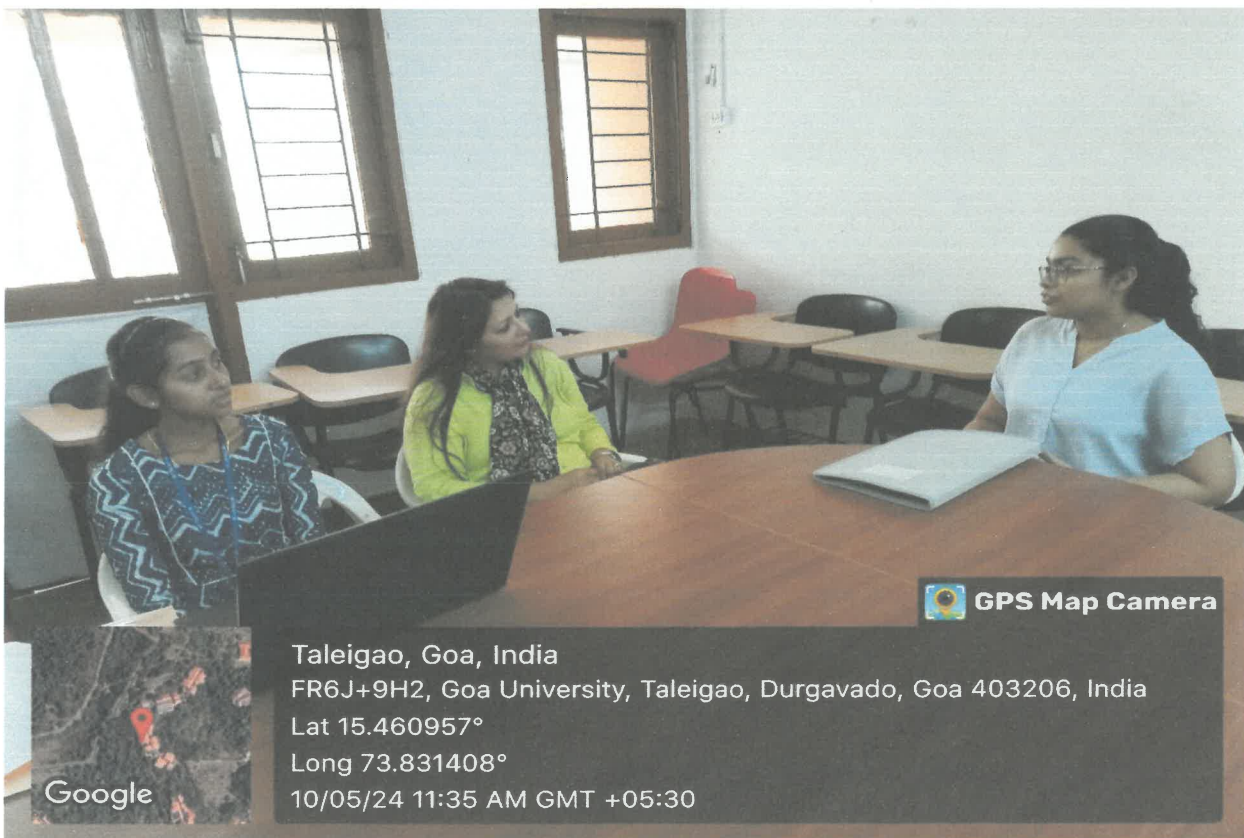 GPS Map Camera
Taleigao, Goa, India
FR6J+9H2, Goa University, Taleigao, Durgavado, Goa 403206, India
Lat 15.460957°
Long 73.831408°
10/05/24 11:35 AM GMT +05:30
Google